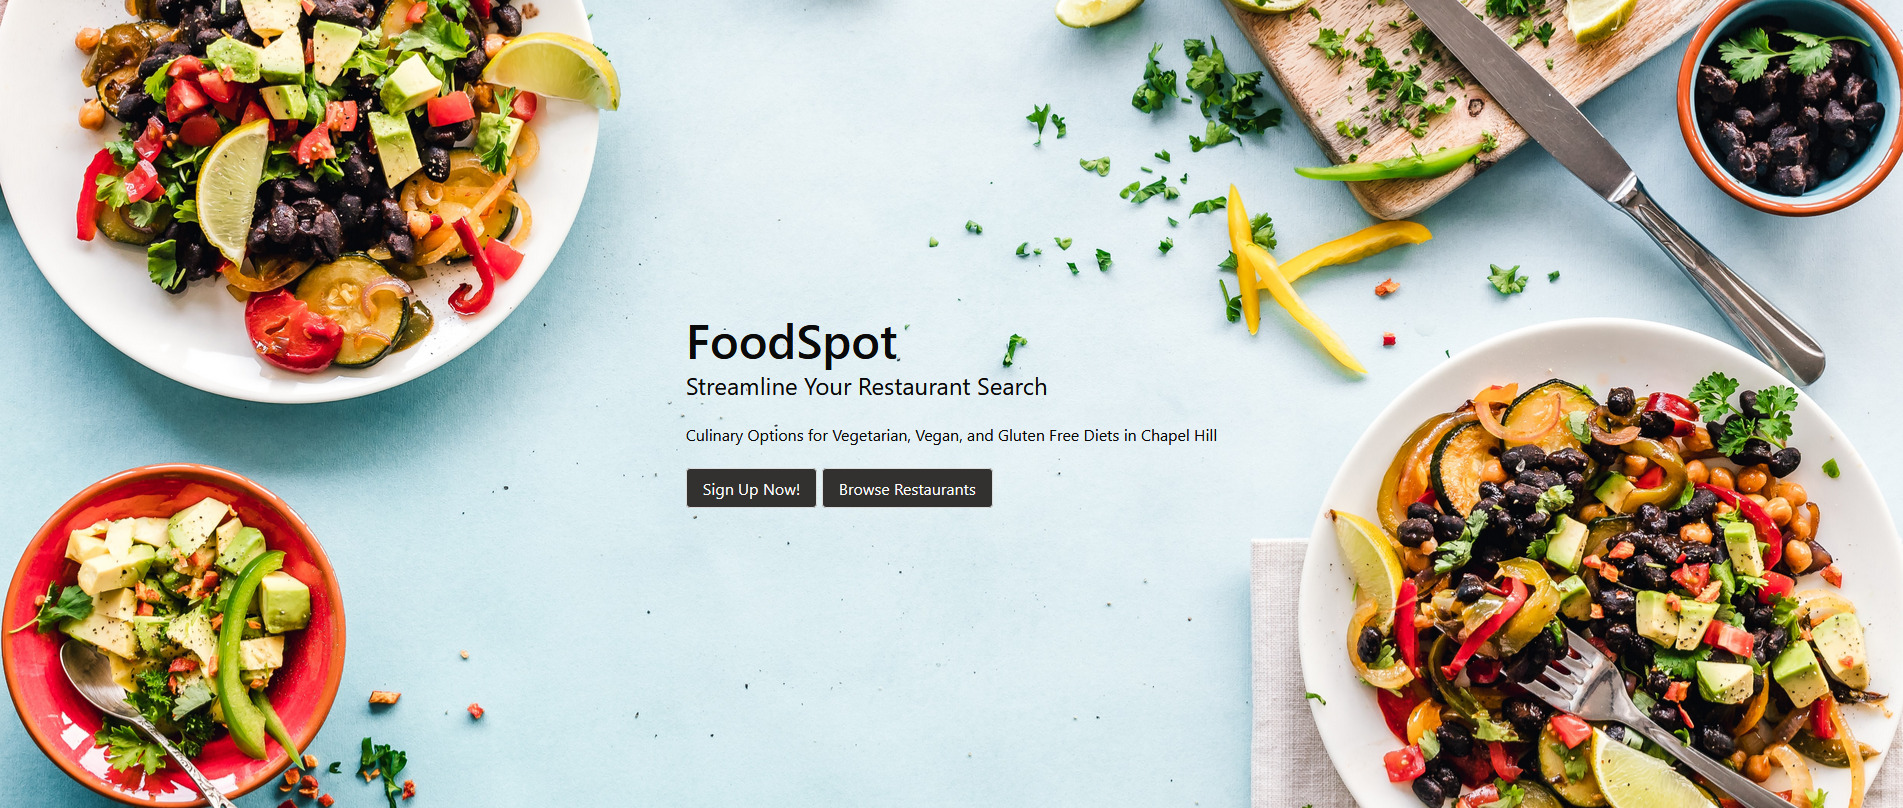 FoodSpot
Streamline Your Restaurant Search
Culinary Options for Vegetarian, Vegan, and Gluten Free Diets in Chapel Hill
Sign Up Now! Browse Restaurants